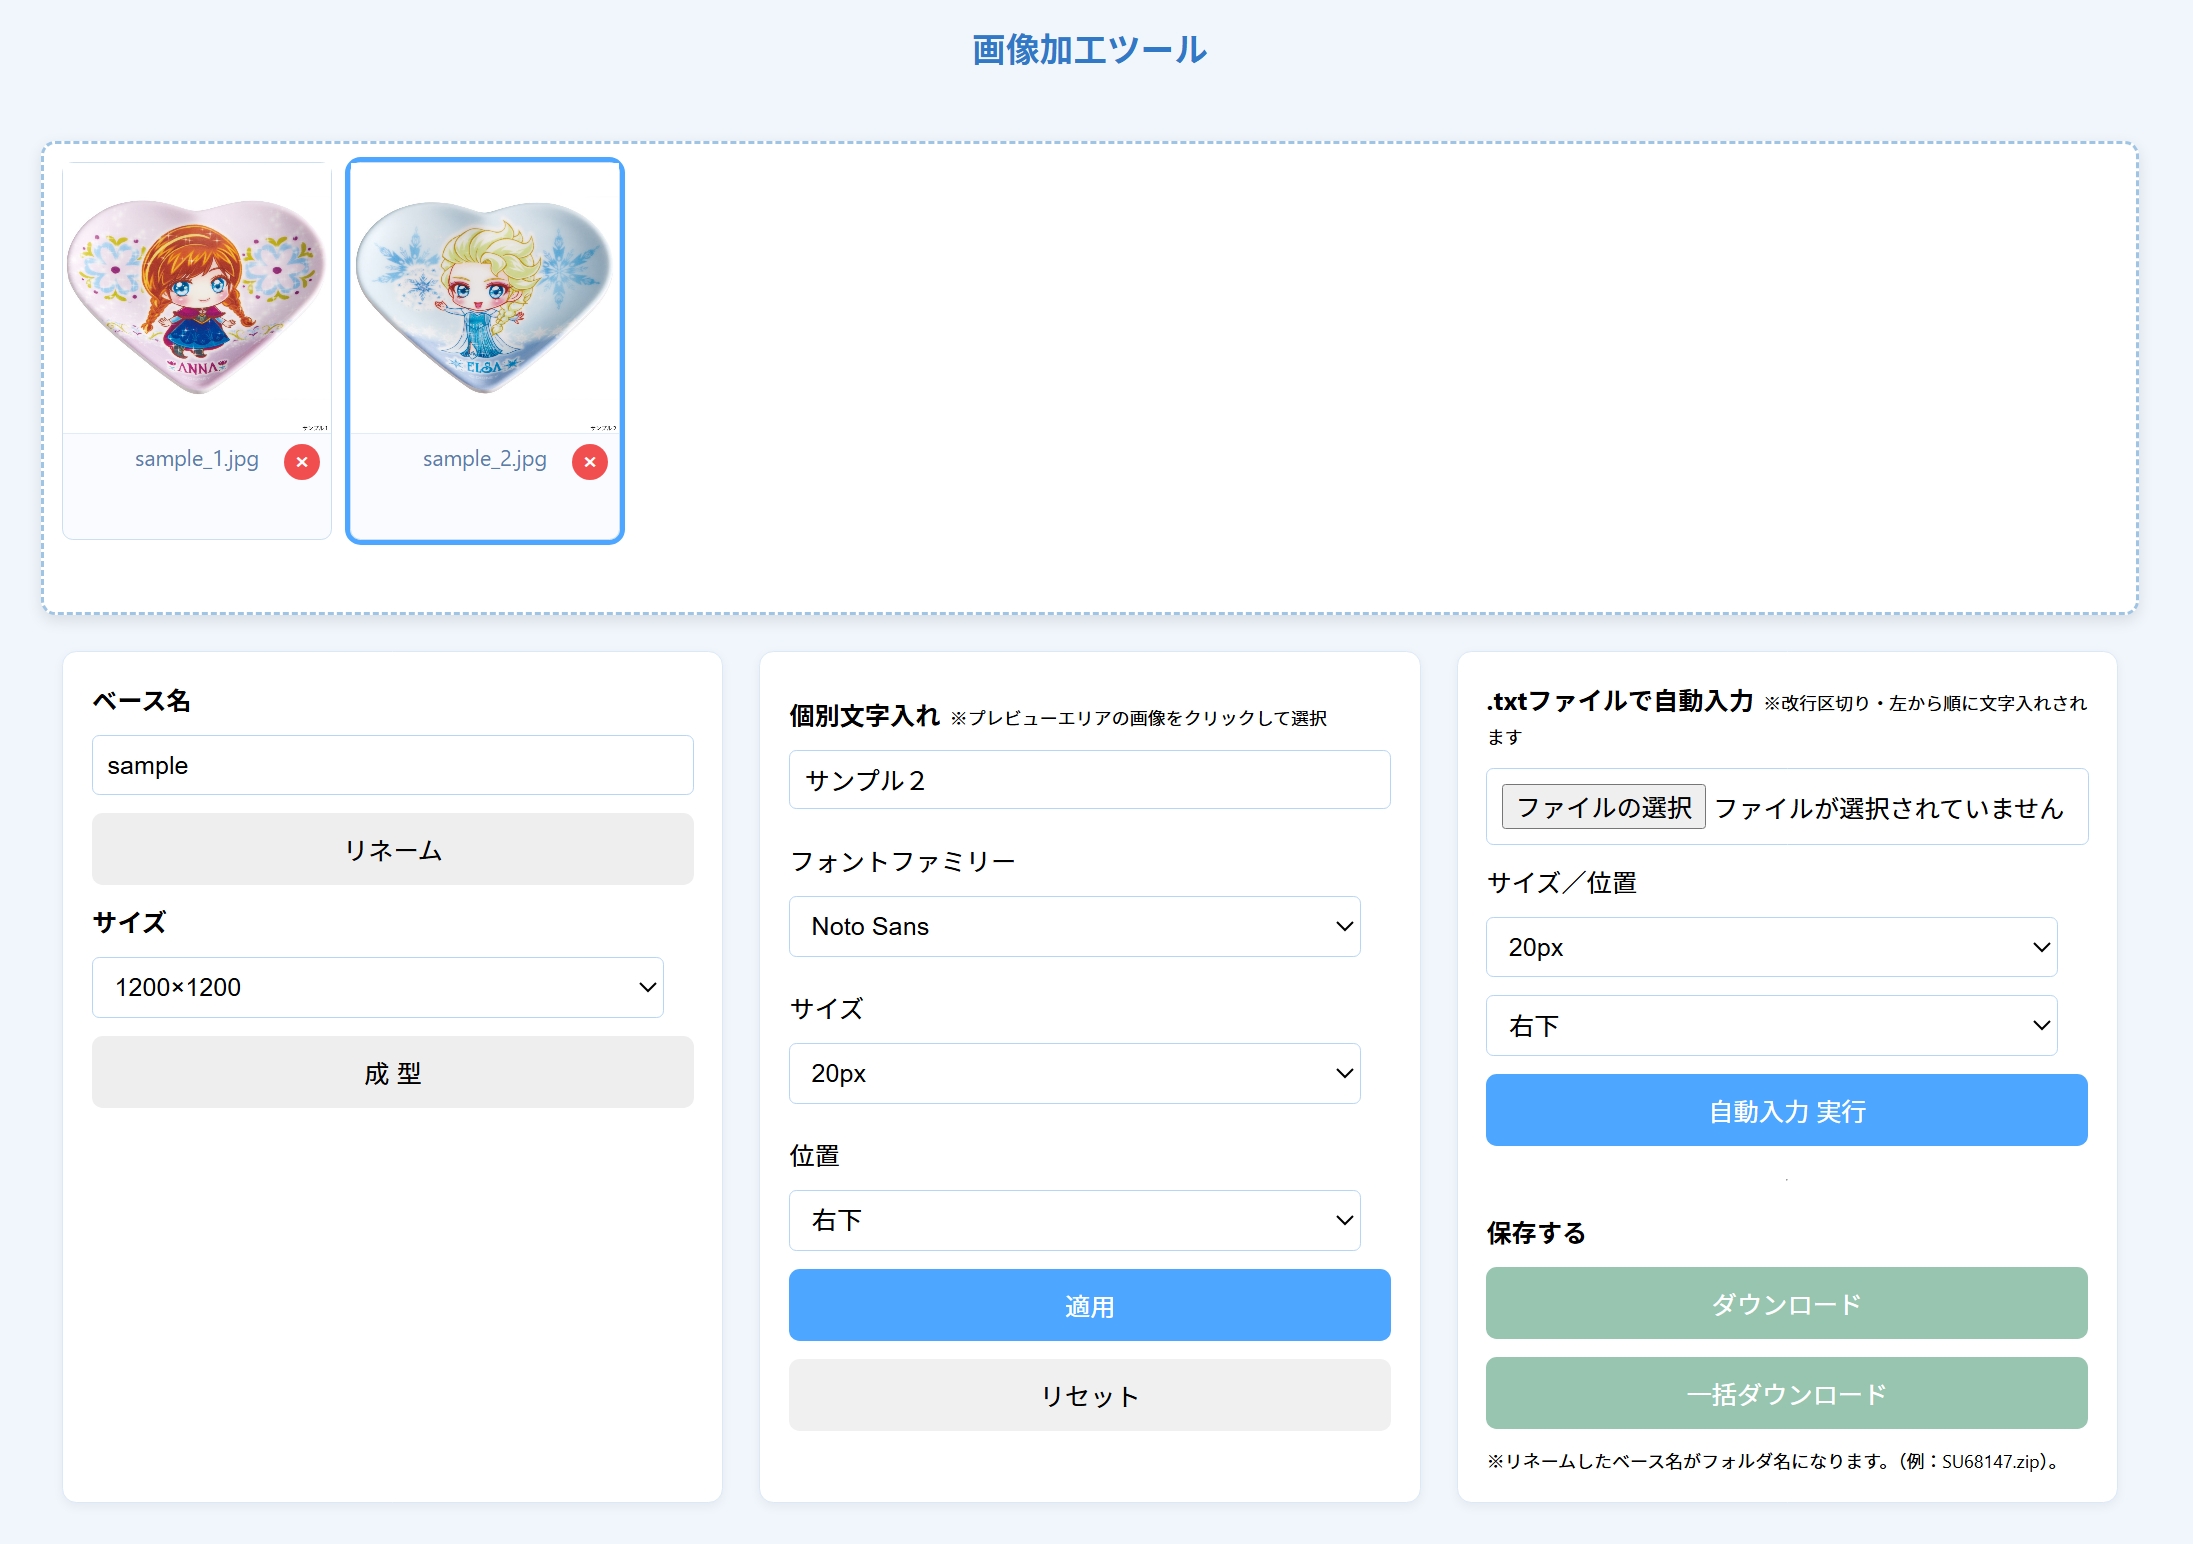 画像加工ツール
ANNA
サンプル1
ELSA
サンプル2
sample_1.jpg
×
sample_2.jpg
×
ベース名
sample
リネーム
サイズ
1200×1200
成 型
個別文字入れ ※プレビューエリアの画像をクリックして選択
サンプル２
フォントファミリー
Noto Sans
サイズ
20px
位置
右下
適用
リセット
.txtファイルで自動入力 ※改行区切り・左から順に文字入れされ
ます
ファイルの選択 ファイルが選択されていません
サイズ／位置
20px
右下
自動入力 実行
保存する
ダウンロード
一括ダウンロード
※リネームしたベース名がフォルダ名になります。（例：SU68147.zip）。